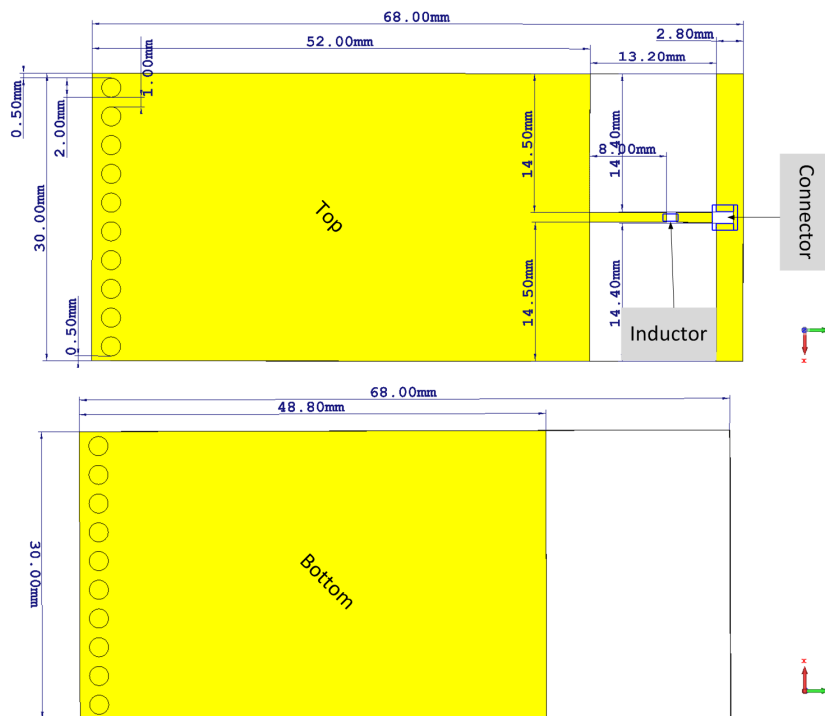 68.00mm
2.80mm
52.00mm
13.20mm
1.00mm
0.50mm
2.00mm
14.50mm
14.40mm
8.00mm
30.00mm
Top
Connector
0.50mm
14.50mm
14.40mm
Inductor
x
68.00mm
48.80mm
30.00mm
Bottom
x